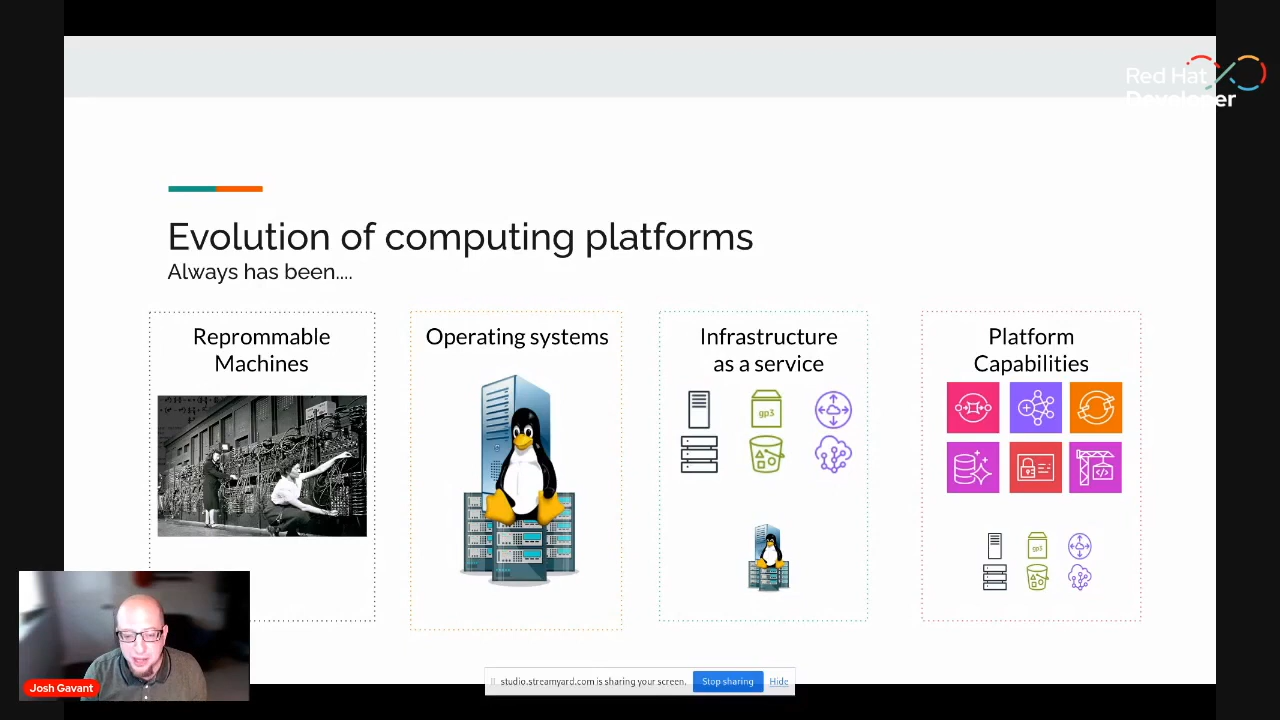 Red Hat
Developer
Evolution of computing platforms
Always has been....
Reprommable
Machines
Operating systems
Infrastructure
as a service
Platform
Capabilities
gp3
gp3
Josh Gavant
studio.streamyard.com is sharing your screen.
Stop sharing
Hide